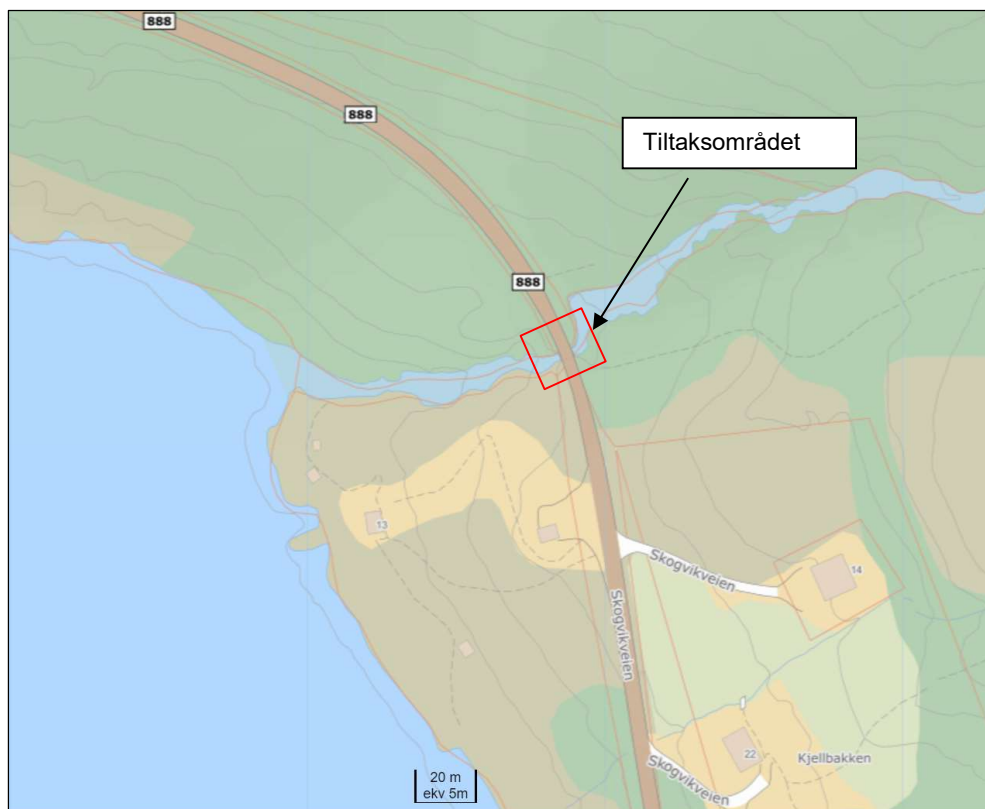 888
888
Tiltaksområdet
888
13
Skogvikveien
14
Skogvikveien
22
Kjellbakken
Skogvikveien
20 m
ekv 5m